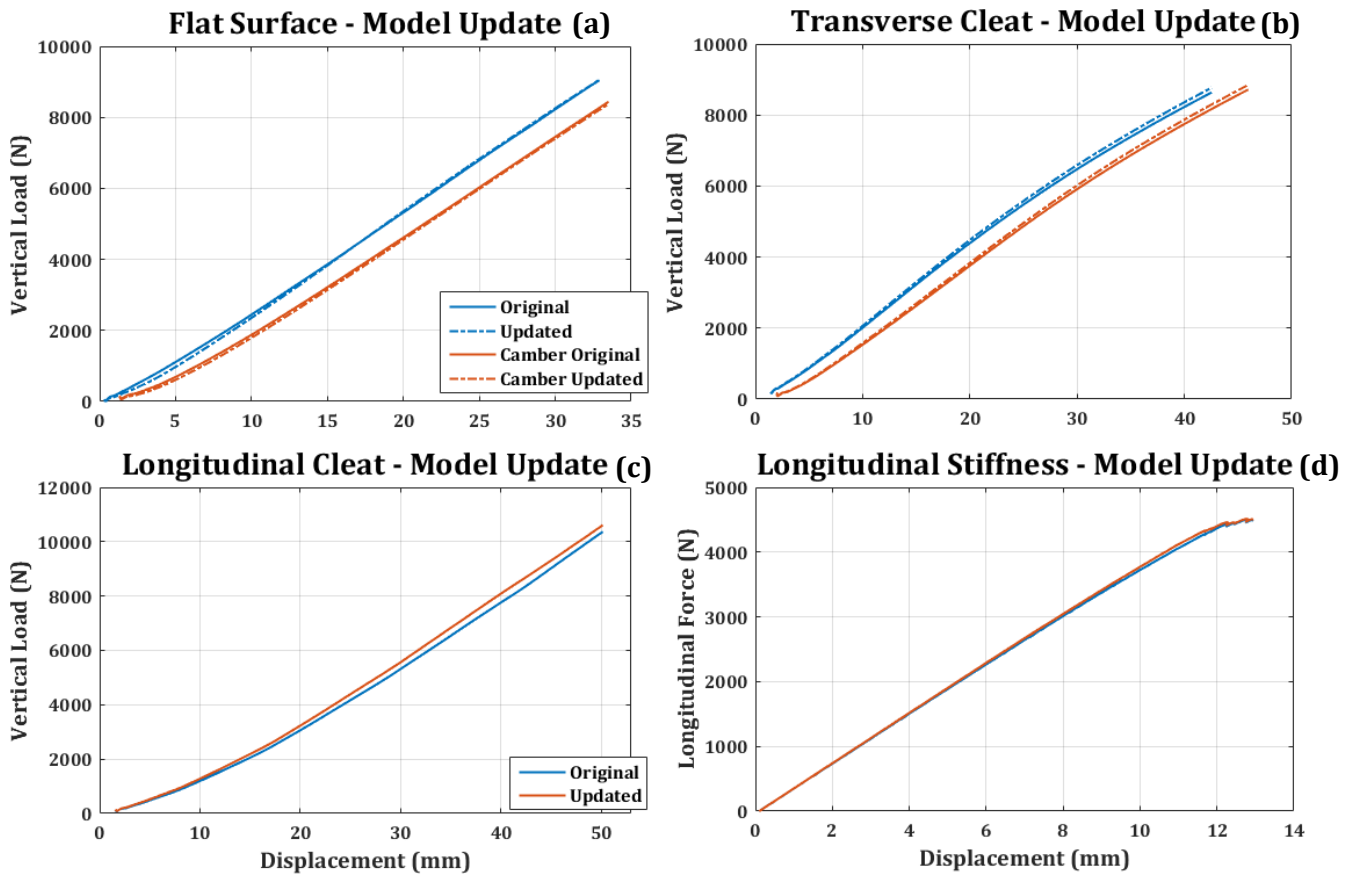 Flat Surface - Model Update (a)
Vertical Load (N)
10000
8000
6000
4000
2000
0
0 5 10 15 20 25 30 35
Original
Updated
Camber Original
Camber Updated
Transverse Cleat - Model Update (b)
Vertical Load (N)
10000
8000
6000
4000
2000
0
0 10 20 30 40 50
Longitudinal Cleat - Model Update (c)
Vertical Load (N)
12000
10000
8000
6000
4000
2000
0
0 10 20 30 40 50
Displacement (mm)
Original
Updated
Longitudinal Stiffness - Model Update (d)
Longitudinal Force (N)
5000
4000
3000
2000
1000
0
0 2 4 6 8 10 12 14
Displacement (mm)